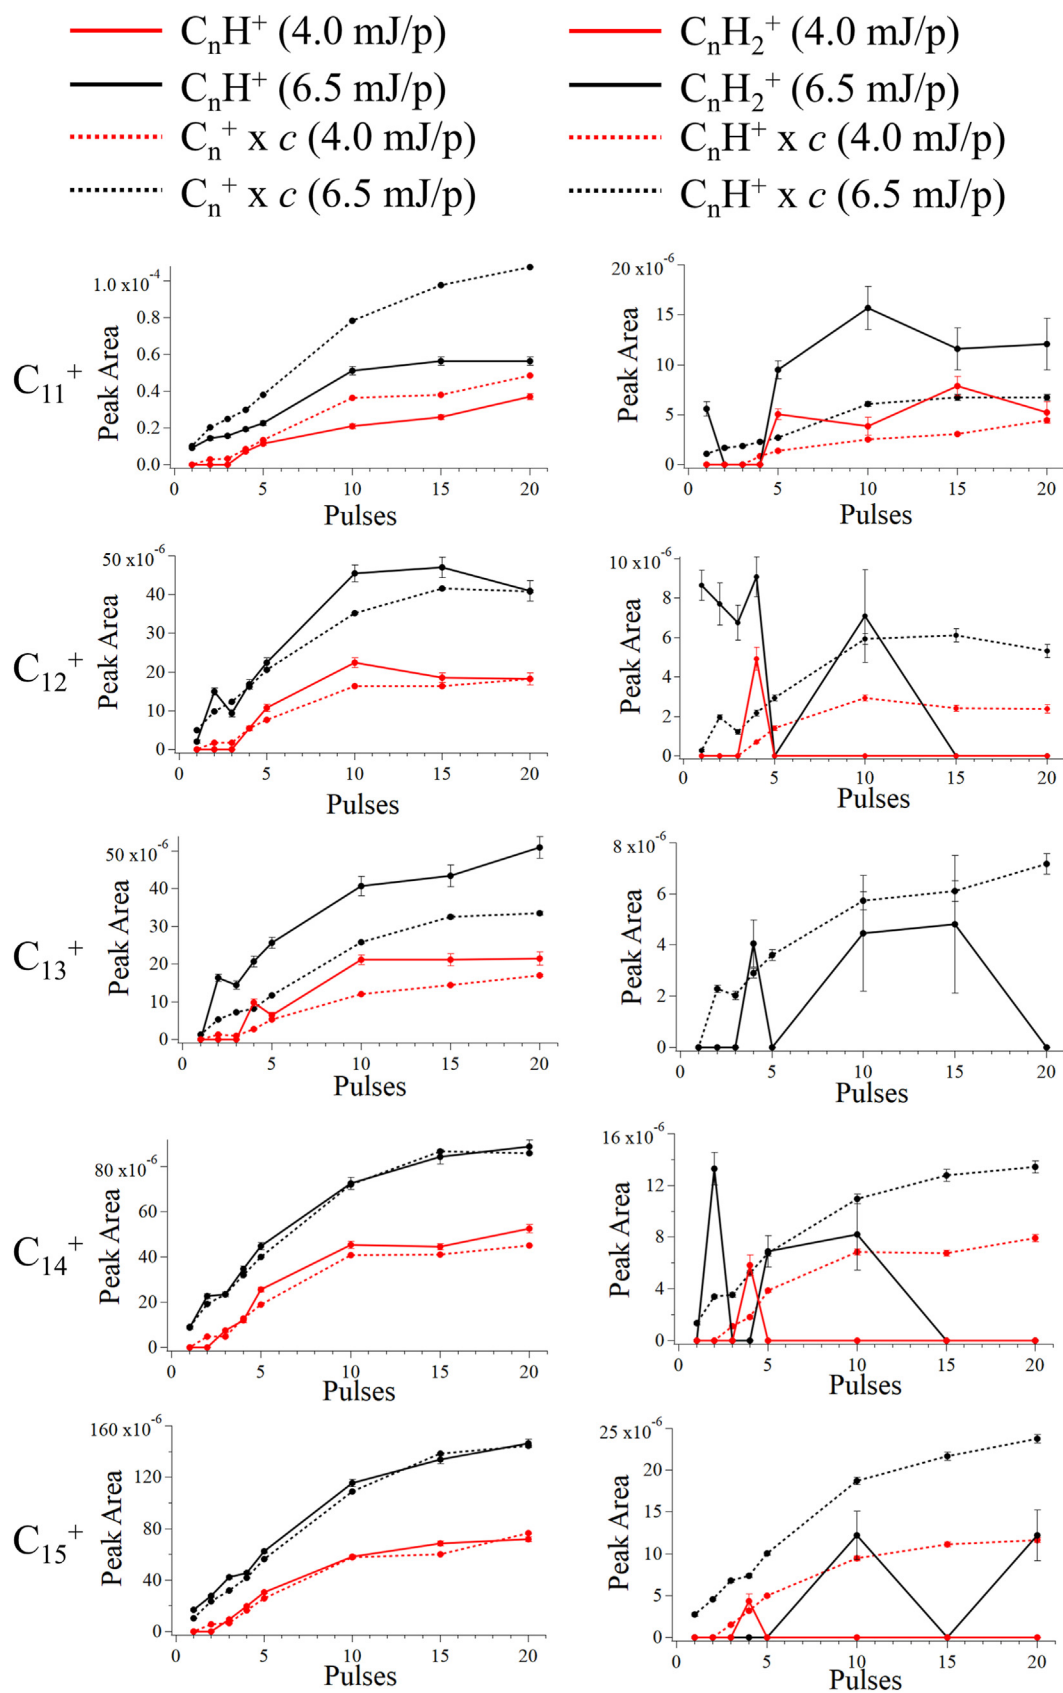 CnH⁺ (4.0 mJ/p)
CnH⁺ (6.5 mJ/p)
Cn⁺ x c (4.0 mJ/p)
Cn⁺ x c (6.5 mJ/p)
CnH₂⁺ (4.0 mJ/p)
CnH₂⁺ (6.5 mJ/p)
CnH⁺ x c (4.0 mJ/p)
CnH⁺ x c (6.5 mJ/p)
C₁₁⁺
Peak Area
1.0 x10⁻⁴
0.8
0.6
0.4
0.2
0.0
0 5 10 15 20
Pulses
Peak Area
20 x10⁻⁶
15
10
5
0
0 5 10 15 20
Pulses
C₁₂⁺
Peak Area
50 x10⁻⁶
40
30
20
10
0
0 5 10 15 20
Pulses
Peak Area
10 x10⁻⁶
8
6
4
2
0
0 5 10 15 20
Pulses
C₁₃⁺
Peak Area
50 x10⁻⁶
40
30
20
10
0
0 5 10 15 20
Pulses
Peak Area
8 x10⁻⁶
6
4
2
0
0 5 10 15 20
Pulses
C₁₄⁺
Peak Area
80 x10⁻⁶
60
40
20
0
0 5 10 15 20
Pulses
Peak Area
16 x10⁻⁶
12
8
4
0
0 5 10 15 20
Pulses
C₁₅⁺
Peak Area
160 x10⁻⁶
120
80
40
0
0 5 10 15 20
Pulses
Peak Area
25 x10⁻⁶
20
15
10
5
0
0 5 10 15 20
Pulses